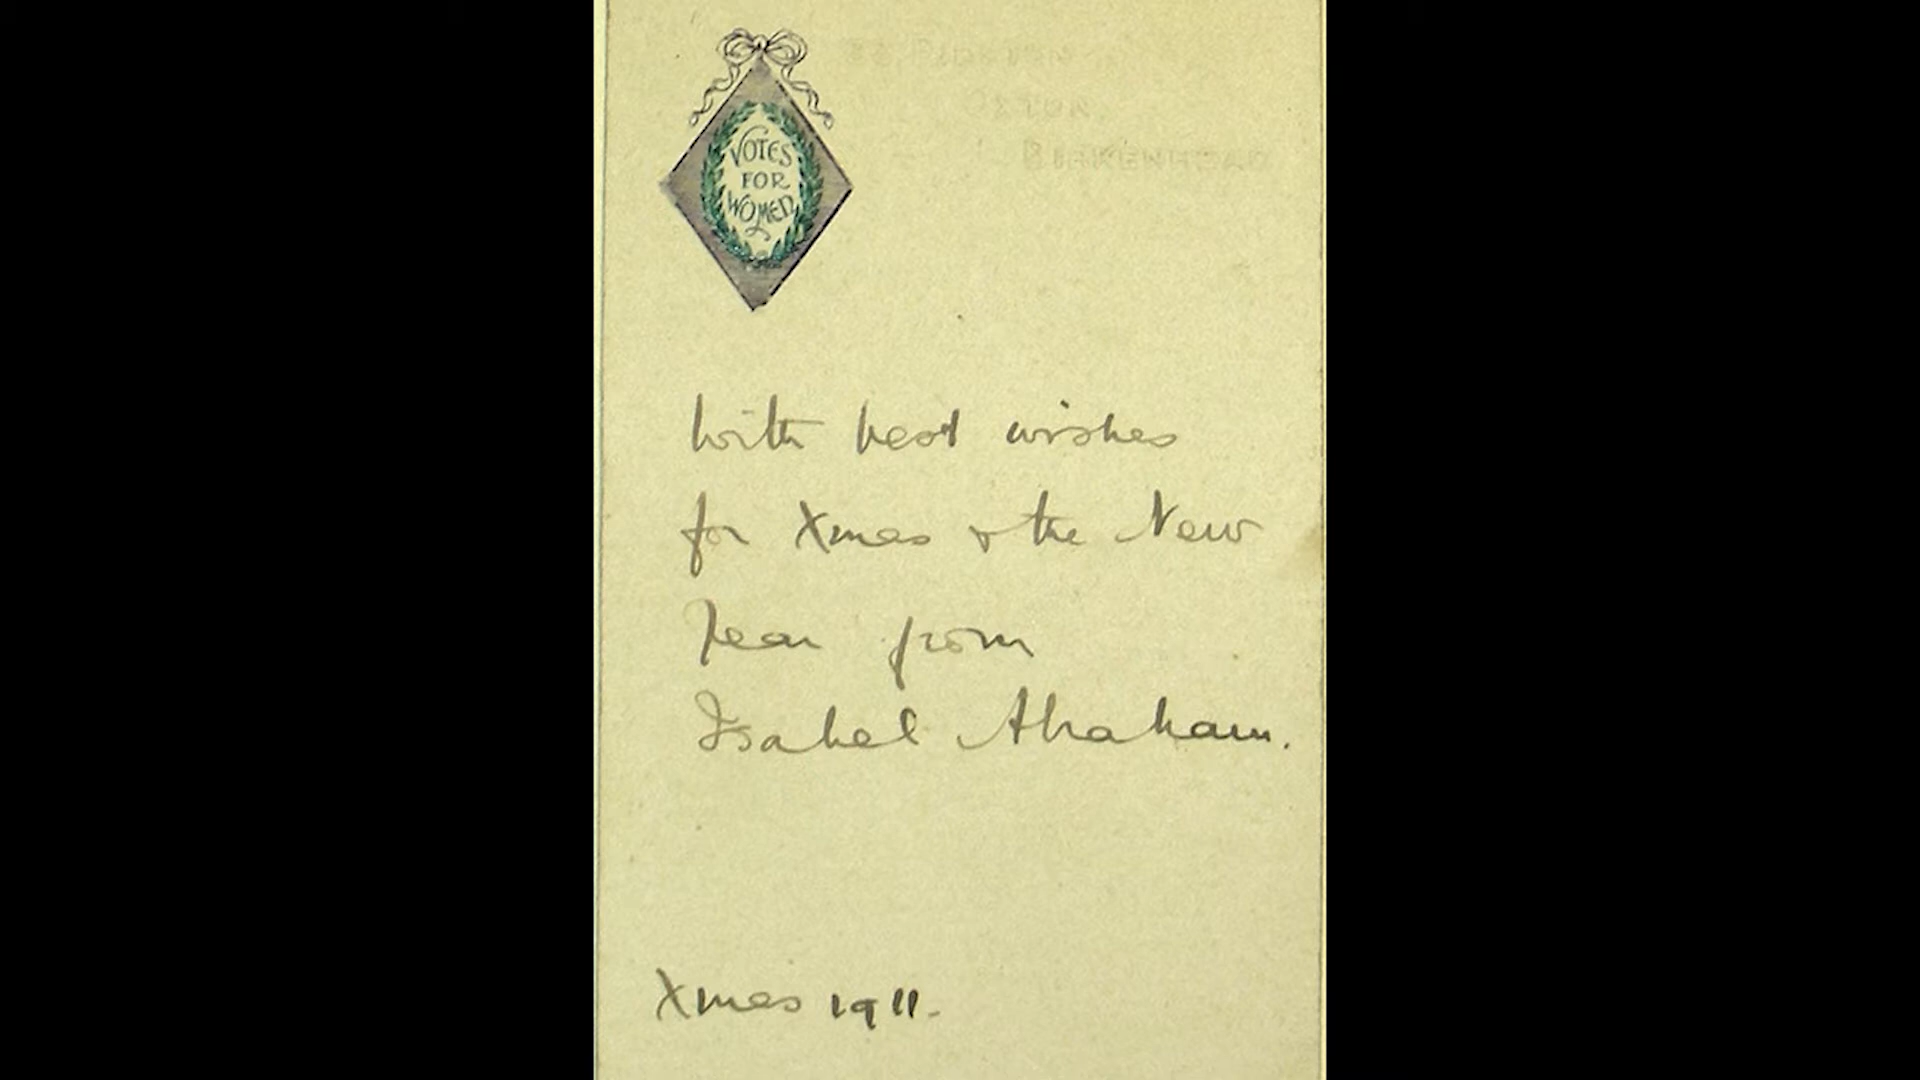 VOTES
FOR
WOMEN
With best wishes
for Xmas & the New
Year from
Isabel Abraham.
Xmas 1911.